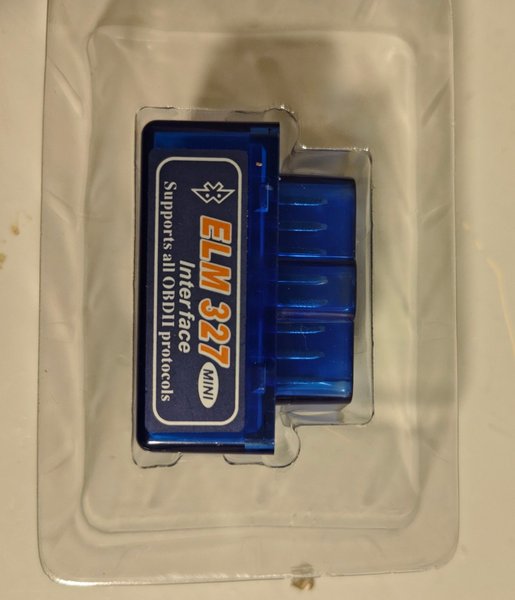 ELM 327 MINI
Interface
Supports all OBDII protocols